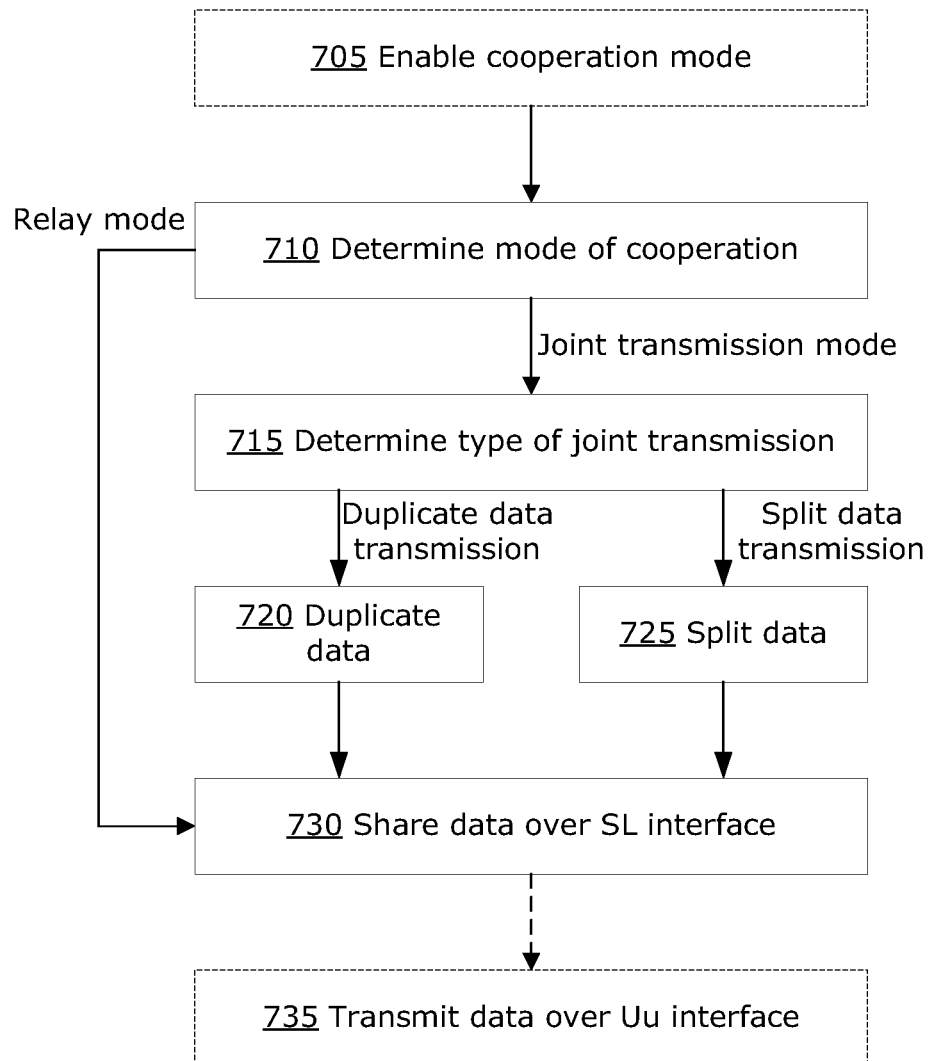 705 Enable cooperation mode
Relay mode
710 Determine mode of cooperation
Joint transmission mode
715 Determine type of joint transmission
Duplicate data
transmission
Split data
transmission
720 Duplicate
data
725 Split data
730 Share data over SL interface
735 Transmit data over Uu interface